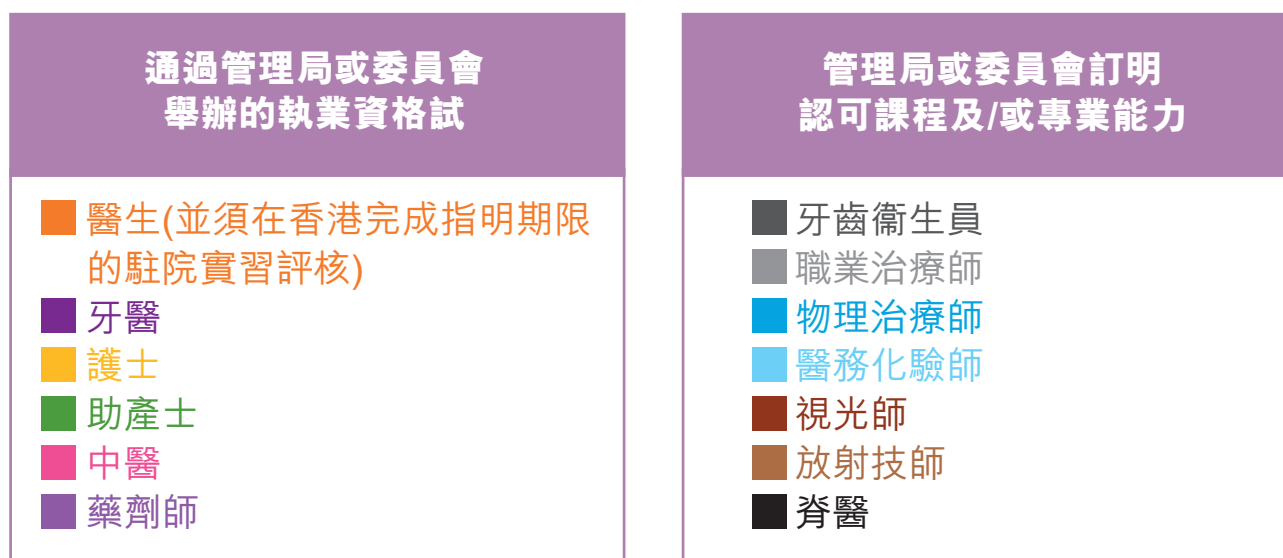 通過管理局或委員會
舉辦的執業資格試
醫生(並須在香港完成指明期限
的駐院實習評核)
牙醫
護士
助產士
中醫
藥劑師
管理局或委員會訂明
認可課程及/或專業能力
牙齒衞生員
職業治療師
物理治療師
醫務化驗師
視光師
放射技師
脊醫